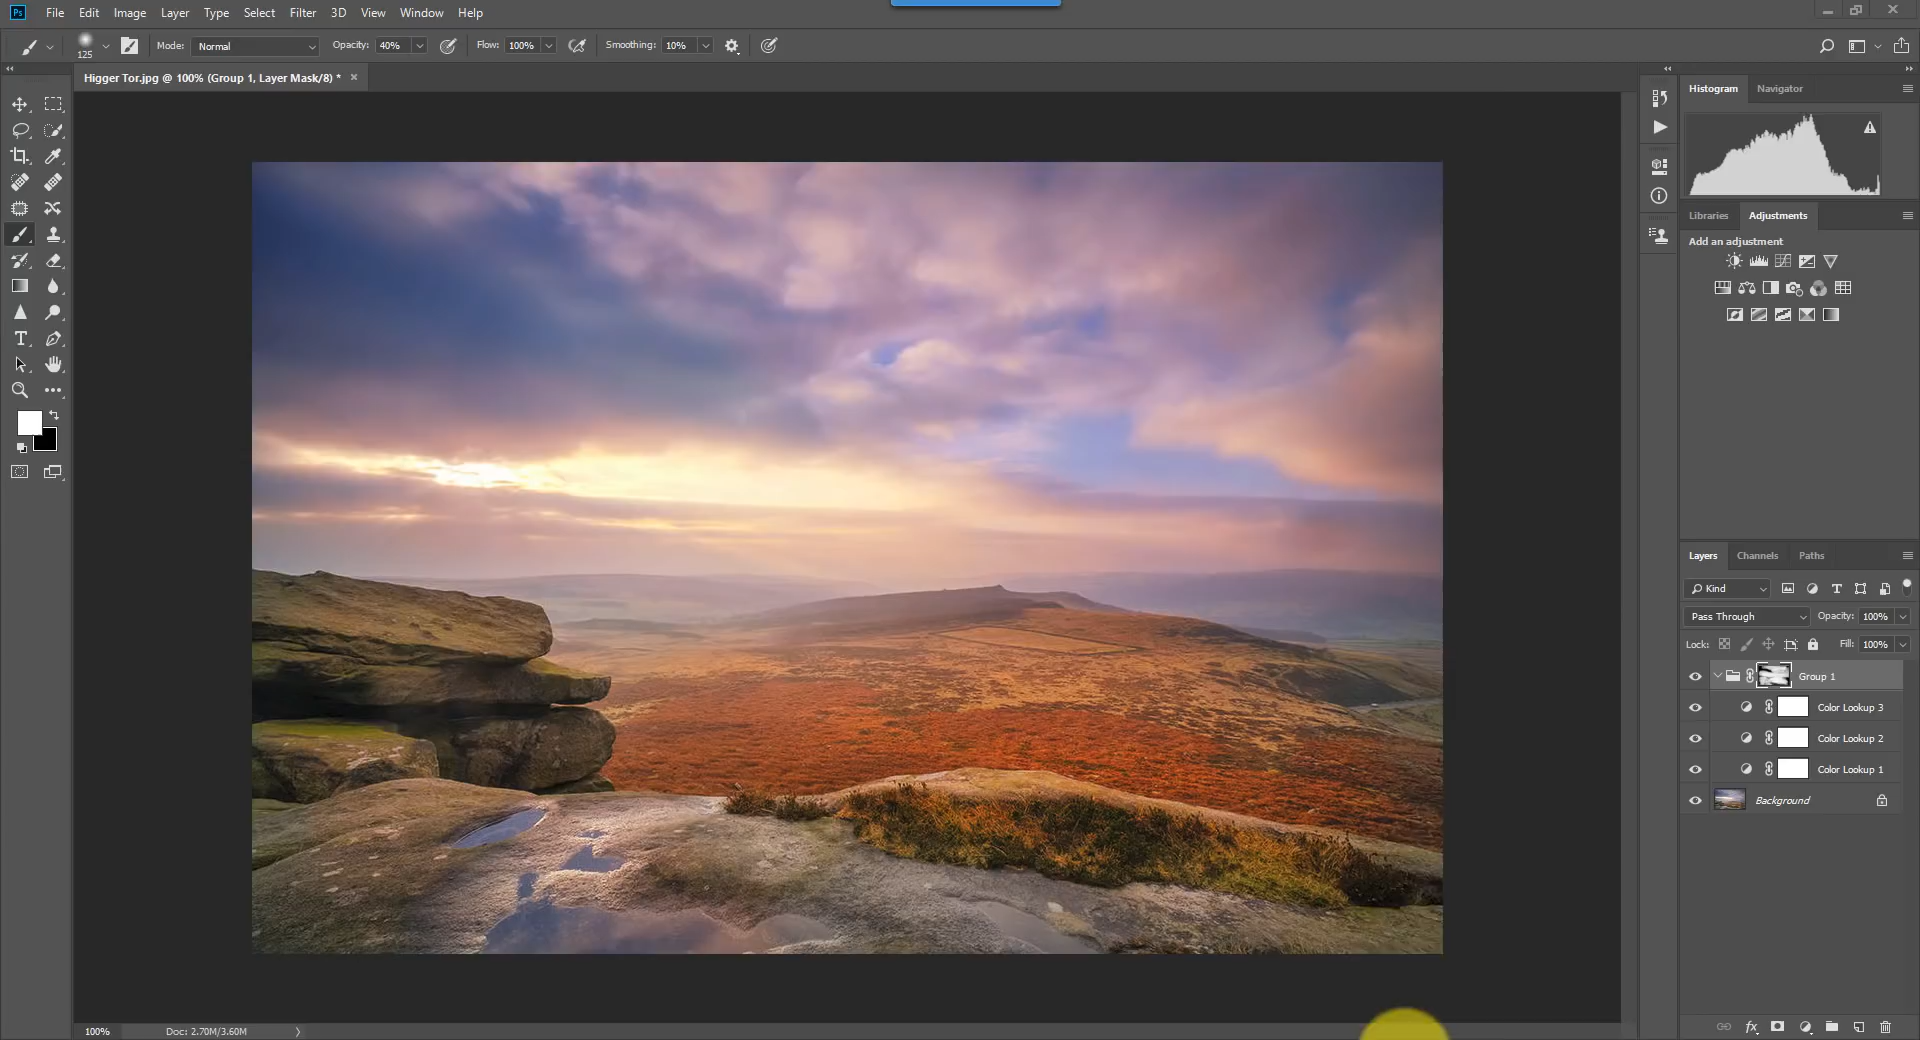 Ps File Edit Image Layer Type Select Filter 3D View Window Help
125 Mode: Normal Opacity: 40% Flow: 100% Smoothing: 10%
Higger Tor.jpg @ 100% (Group 1, Layer Mask/8) * ×
Histogram Navigator
Libraries Adjustments
Add an adjustment
Layers Channels Paths
Kind
Pass Through Opacity: 100%
Lock: Fill: 100%
Group 1
Color Lookup 3
Color Lookup 2
Color Lookup 1
Background
100% Doc: 2.70M/3.60M
fx